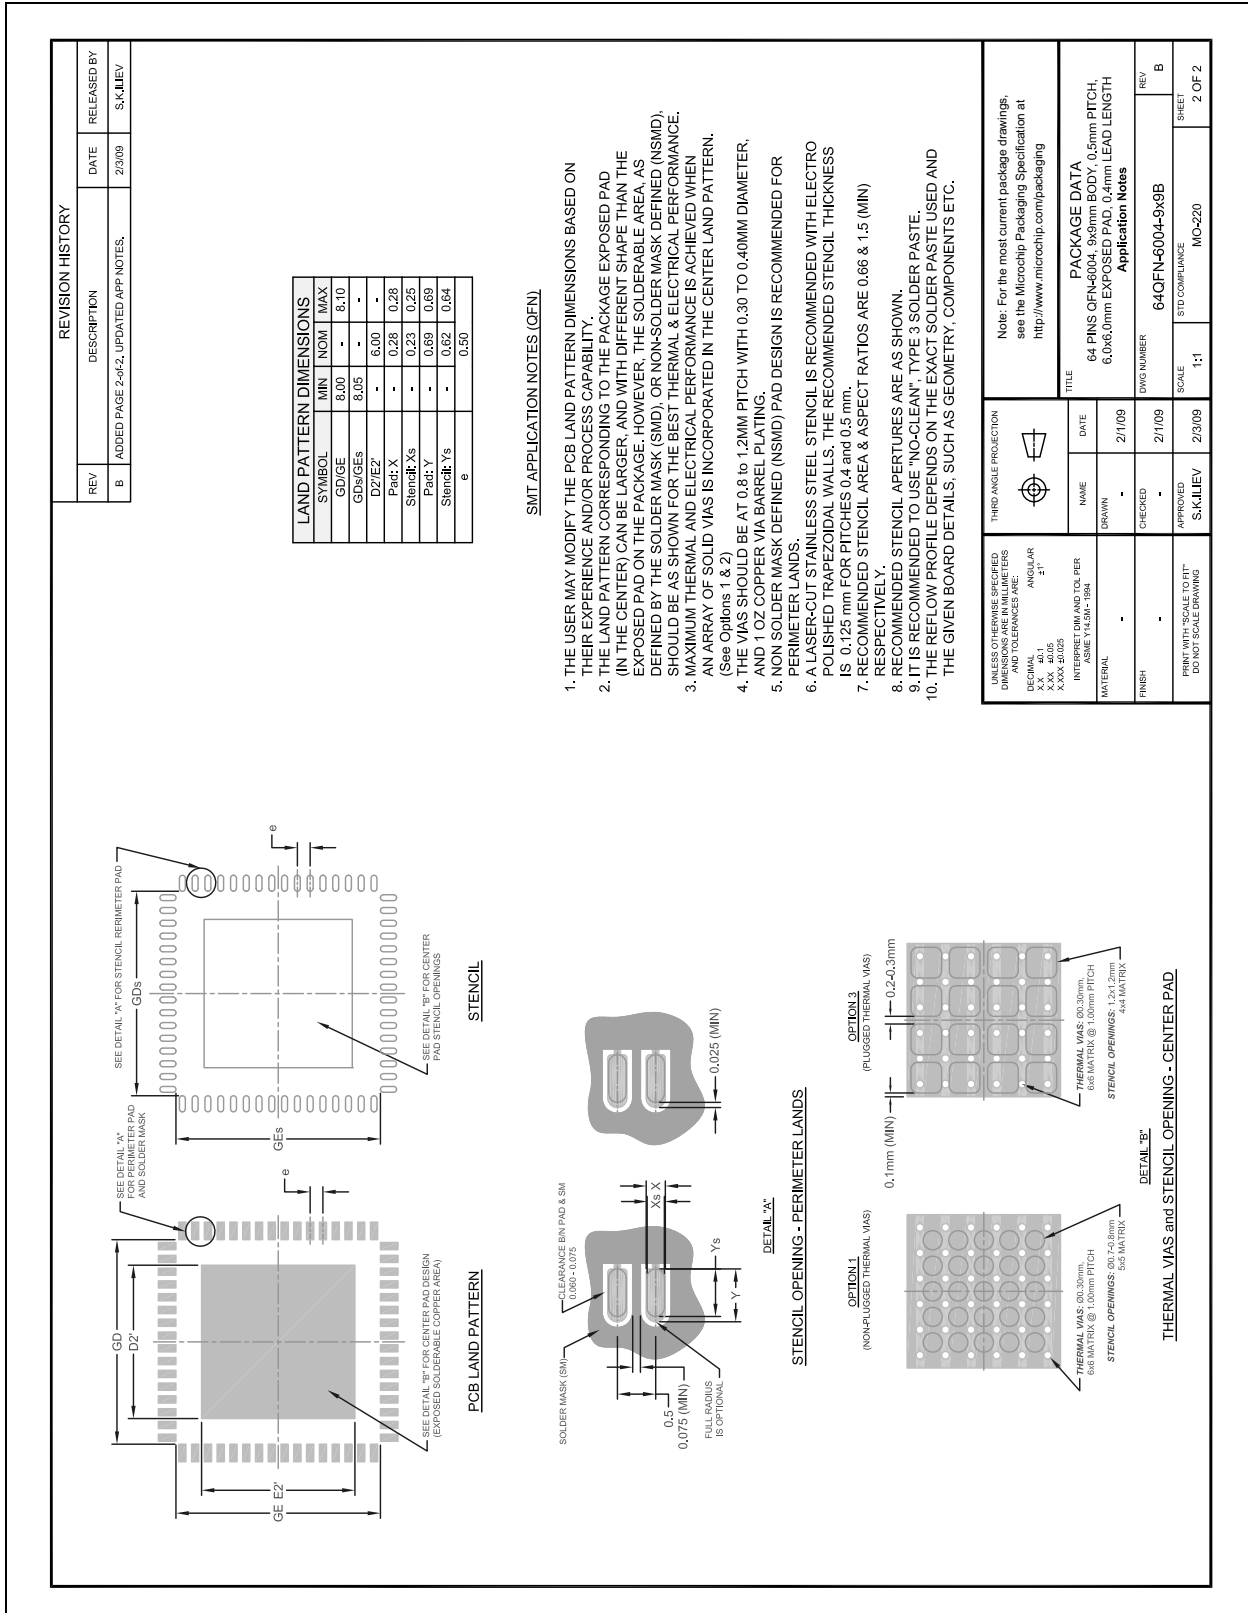 REVISION HISTORY
REV DESCRIPTION DATE RELEASED BY
B ADDED PAGE 2-of-2, UPDATED APP NOTES. 2/3/09 S.K.ILIEV
SEE DETAIL "A"
FOR PERIMETER PAD
AND SOLDER MASK
GD
D2'
GE
E2'
e
SEE DETAIL "B" FOR CENTER PAD DESIGN
(EXPOSED SOLDERABLE COPPER AREA)
PCB LAND PATTERN
SEE DETAIL "A" FOR STENCIL RERIMETER PAD
GDs
GEs
e
SEE DETAIL "B" FOR CENTER
PAD STENCIL OPENINGS
STENCIL
LAND PATTERN DIMENSIONS
SYMBOL MIN NOM MAX
GD/GE 8.00 - 8.10
GDs/GEs 8.05 - -
D2'/E2' - 6.00 -
Pad: X - 0.28 0.28
Stencil: Xs - 0.23 0.25
Pad: Y - 0.69 0.69
Stencil: Ys - 0.62 0.64
e 0.50
SOLDER MASK (SM)
CLEARANCE B/N PAD & SM
0.060 - 0.075
0.5
0.075 (MIN)
FULL RADIUS
IS OPTIONAL
Y
Ys
Xs X
0.025 (MIN)
DETAIL "A"
STENCIL OPENING - PERIMETER LANDS
OPTION 1
(NON-PLUGGED THERMAL VIAS)
THERMAL VIAS: Ø0.30mm,
6x6 MATRIX @ 1.00mm PITCH
STENCIL OPENINGS: Ø0.7-0.8mm
5x5 MATRIX
OPTION 3
(PLUGGED THERMAL VIAS)
0.1mm (MIN)
0.2-0.3mm
THERMAL VIAS: Ø0.30mm,
6x6 MATRIX @ 1.00mm PITCH
STENCIL OPENINGS: 1.2x1.2mm
4x4 MATRIX
DETAIL "B"
THERMAL VIAS and STENCIL OPENING - CENTER PAD
SMT APPLICATION NOTES (QFN)
1. THE USER MAY MODIFY THE PCB LAND PATTERN DIMENSIONS BASED ON
THEIR EXPERIENCE AND/OR PROCESS CAPABILITY.
2. THE LAND PATTERN CORRESPONDING TO THE PACKAGE EXPOSED PAD
(IN THE CENTER) CAN BE LARGER, AND WITH DIFFERENT SHAPE THAN THE
EXPOSED PAD ON THE PACKAGE. HOWEVER, THE SOLDERABLE AREA, AS
DEFINED BY THE SOLDER MASK (SMD), OR NON-SOLDER MASK DEFINED (NSMD),
SHOULD BE AS SHOWN FOR THE BEST THERMAL & ELECTRICAL PERFORMANCE.
3. MAXIMUM THERMAL AND ELECTRICAL PERFORMANCE IS ACHIEVED WHEN
AN ARRAY OF SOLID VIAS IS INCORPORATED IN THE CENTER LAND PATTERN.
(See Options 1 & 2)
4. THE VIAS SHOULD BE AT 0.8 to 1.2MM PITCH WITH 0.30 TO 0.40MM DIAMETER,
AND 1 OZ COPPER VIA BARREL PLATING.
5. NON SOLDER MASK DEFINED (NSMD) PAD DESIGN IS RECOMMENDED FOR
PERIMETER LANDS.
6. A LASER-CUT STAINLESS STEEL STENCIL IS RECOMMENDED WITH ELECTRO
POLISHED TRAPEZOIDAL WALLS. THE RECOMMENDED STENCIL THICKNESS
IS 0.125 mm FOR PITCHES 0.4 and 0.5 mm.
7. RECOMMENDED STENCIL AREA & ASPECT RATIOS ARE 0.66 & 1.5 (MIN)
RESPECTIVELY.
8. RECOMMENDED STENCIL APERTURES ARE AS SHOWN.
9. IT IS RECOMMENDED TO USE "NO-CLEAN", TYPE 3 SOLDER PASTE.
10. THE REFLOW PROFILE DEPENDS ON THE EXACT SOLDER PASTE USED AND
THE GIVEN BOARD DETAILS, SUCH AS GEOMETRY, COMPONENTS ETC.
UNLESS OTHERWISE SPECIFIED
DIMENSIONS ARE IN MILLIMETERS
AND TOLERANCES ARE:
DECIMAL ANGULAR
X.X ±0.1 ±1°
X.XX ±0.05
X.XXX ±0.025
INTERPRET DIM AND TOL PER
ASME Y14.5M - 1994
MATERIAL
-
FINISH
-
PRINT WITH "SCALE TO FIT"
DO NOT SCALE DRAWING
THIRD ANGLE PROJECTION
NAME DATE
DRAWN
- 2/1/09
CHECKED
- 2/1/09
APPROVED
S.K.ILIEV 2/3/09
Note: For the most current package drawings,
see the Microchip Packaging Specification at
http://www.microchip.com/packaging
TITLE
PACKAGE DATA
64 PINS QFN-6004, 9x9mm BODY, 0.5mm PITCH,
6.0x6.0mm EXPOSED PAD, 0.4mm LEAD LENGTH
Application Notes
DWG NUMBER
64QFN-6004-9x9B
REV
B
SCALE
1:1
STD COMPLIANCE
MO-220
SHEET
2 OF 2